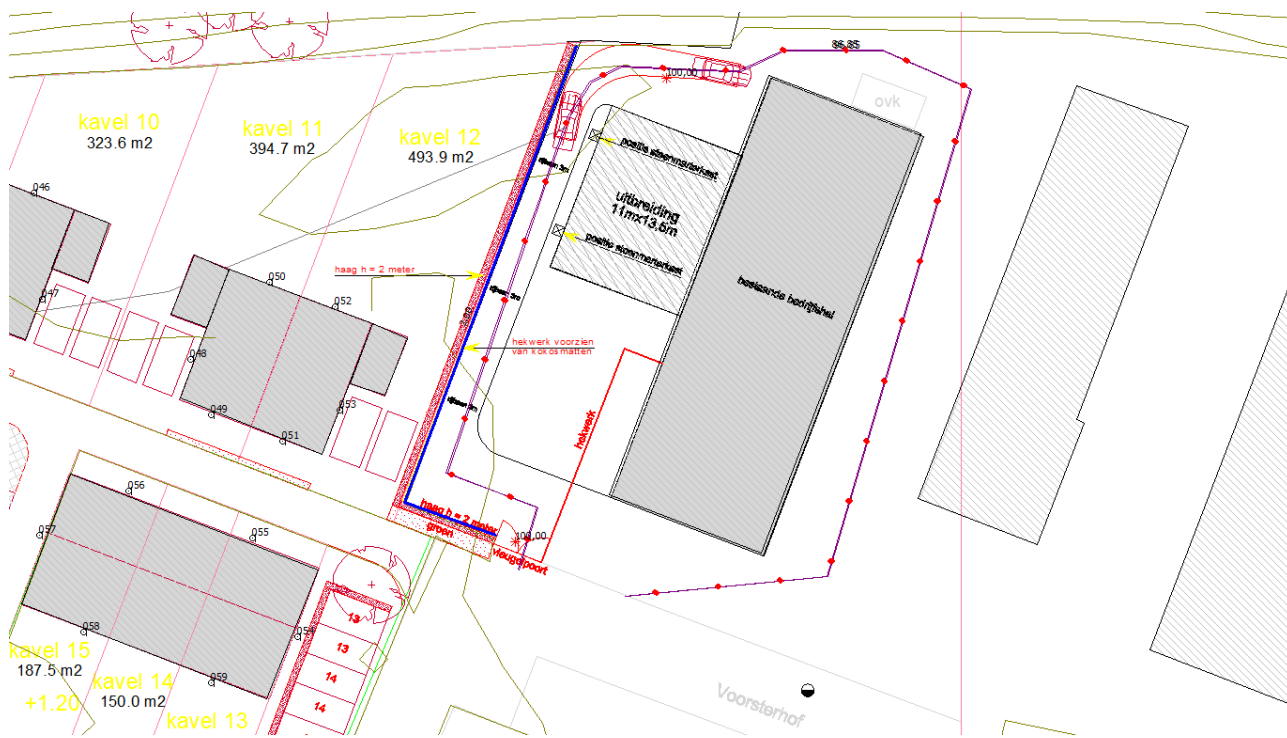 86,85
100,00
ovk
kavel 10
323.6 m2
kavel 11
394.7 m2
kavel 12
493.9 m2
positie steenmarterkast
uitbreiding
11mx13,5m
positie steenmarterkast
bestaande bedrijfshal
046
047
050
052
048
049
051
053
haag h = 2 meter
hekwerk voorzien
van kokosmatten
hekwerk
haag h = 2 meter
groen
vleugelpoort
100,00
056
057
055
058
054
059
13
13
14
14
kavel 15
187.5 m2
+1.20
kavel 14
150.0 m2
kavel 13
Voorsterhof